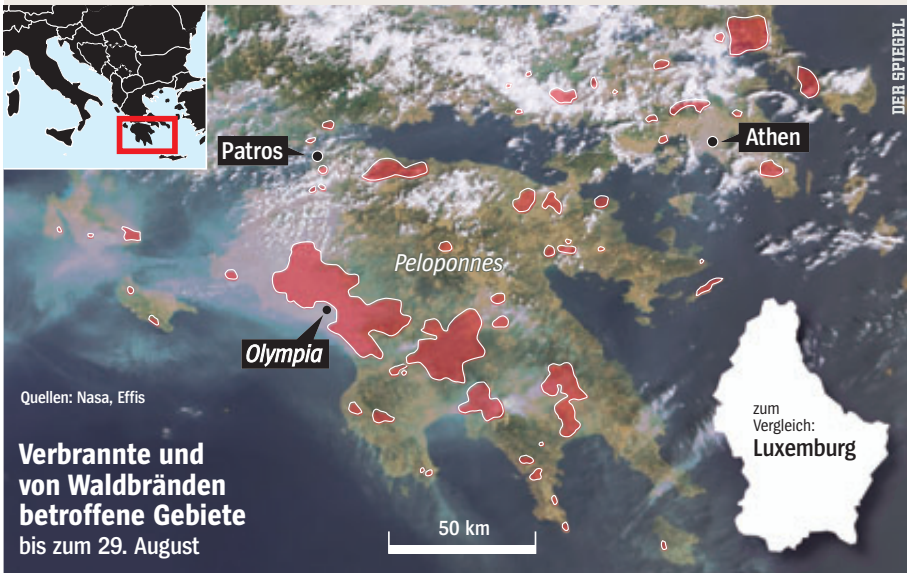 DER SPIEGEL
Patros
Athen
Peloponnes
Olympia
Quellen: Nasa, Effis
zum
Vergleich:
Luxemburg
Verbrannte und
von Waldbränden
betroffene Gebiete
bis zum 29. August
50 km